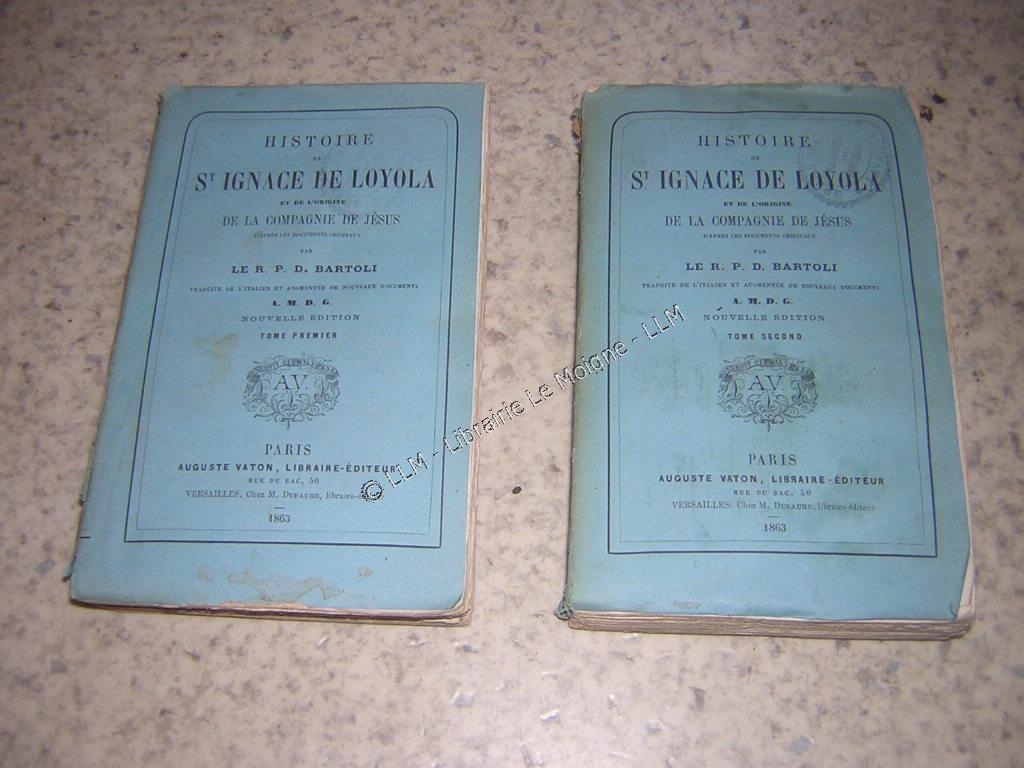 HISTOIRE
DE
ST IGNACE DE LOYOLA
ET DE L'ORIGINE
DE LA COMPAGNIE DE JÉSUS
D'APRÈS LES DOCUMENTS ORIGINAUX
PAR
LE R. P. D. BARTOLI
TRADUITE DE L'ITALIEN ET AUGMENTÉE DE NOUVEAUX DOCUMENTS
A. M. D. G.
NOUVELLE ÉDITION
TOME PREMIER
A.V.
PARIS
AUGUSTE VATON, LIBRAIRE-ÉDITEUR
RUE DU BAC, 50
VERSAILLES, Chez M. DUFAURE, libraire-éd
1863
HISTOIRE
DE
ST IGNACE DE LOYOLA
ET DE L'ORIGINE
DE LA COMPAGNIE DE JÉSUS
D'APRÈS LES DOCUMENTS ORIGINAUX
PAR
LE R. P. D. BARTOLI
TRADUITE DE L'ITALIEN ET AUGMENTÉE DE NOUVEAUX DOCUMENTS
A. M. D. G.
NOUVELLE ÉDITION
TOME SECOND
A.V.
PARIS
AUGUSTE VATON, LIBRAIRE-ÉDITEUR
RUE DU BAC, 50
VERSAILLES, Chez M. DUFAURE, libraire-éditeur
1863
© LLM - Librairie Le Moigne - LLM